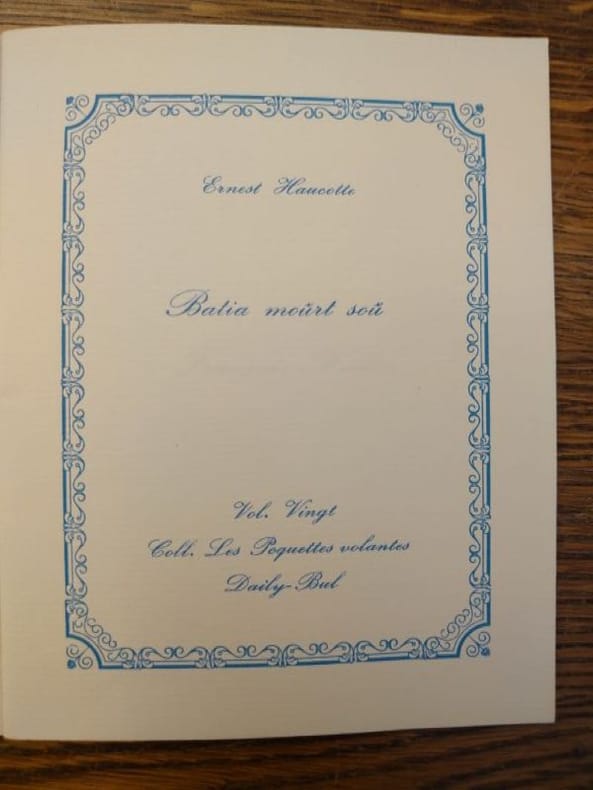 Ernest Haucotte
Batia moûrt soû
Vol. Vingt
Coll. Les Poquettes volantes
Daily-Bul